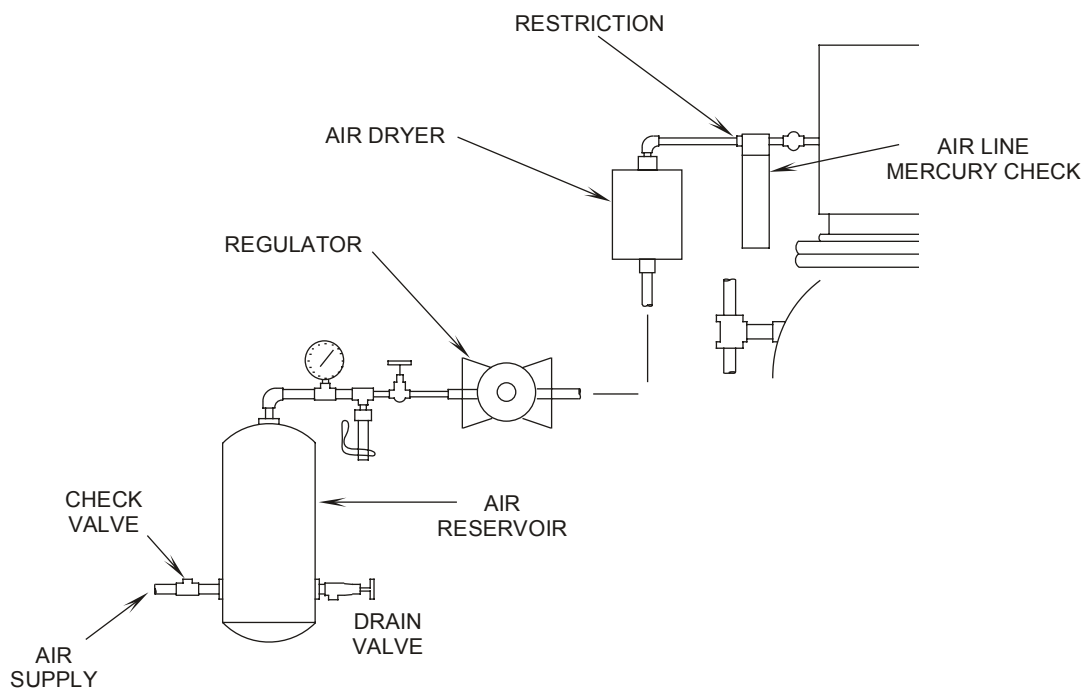 RESTRICTION
AIR DRYER
AIR LINE
MERCURY CHECK
REGULATOR
CHECK
VALVE
AIR
RESERVOIR
DRAIN
VALVE
AIR
SUPPLY